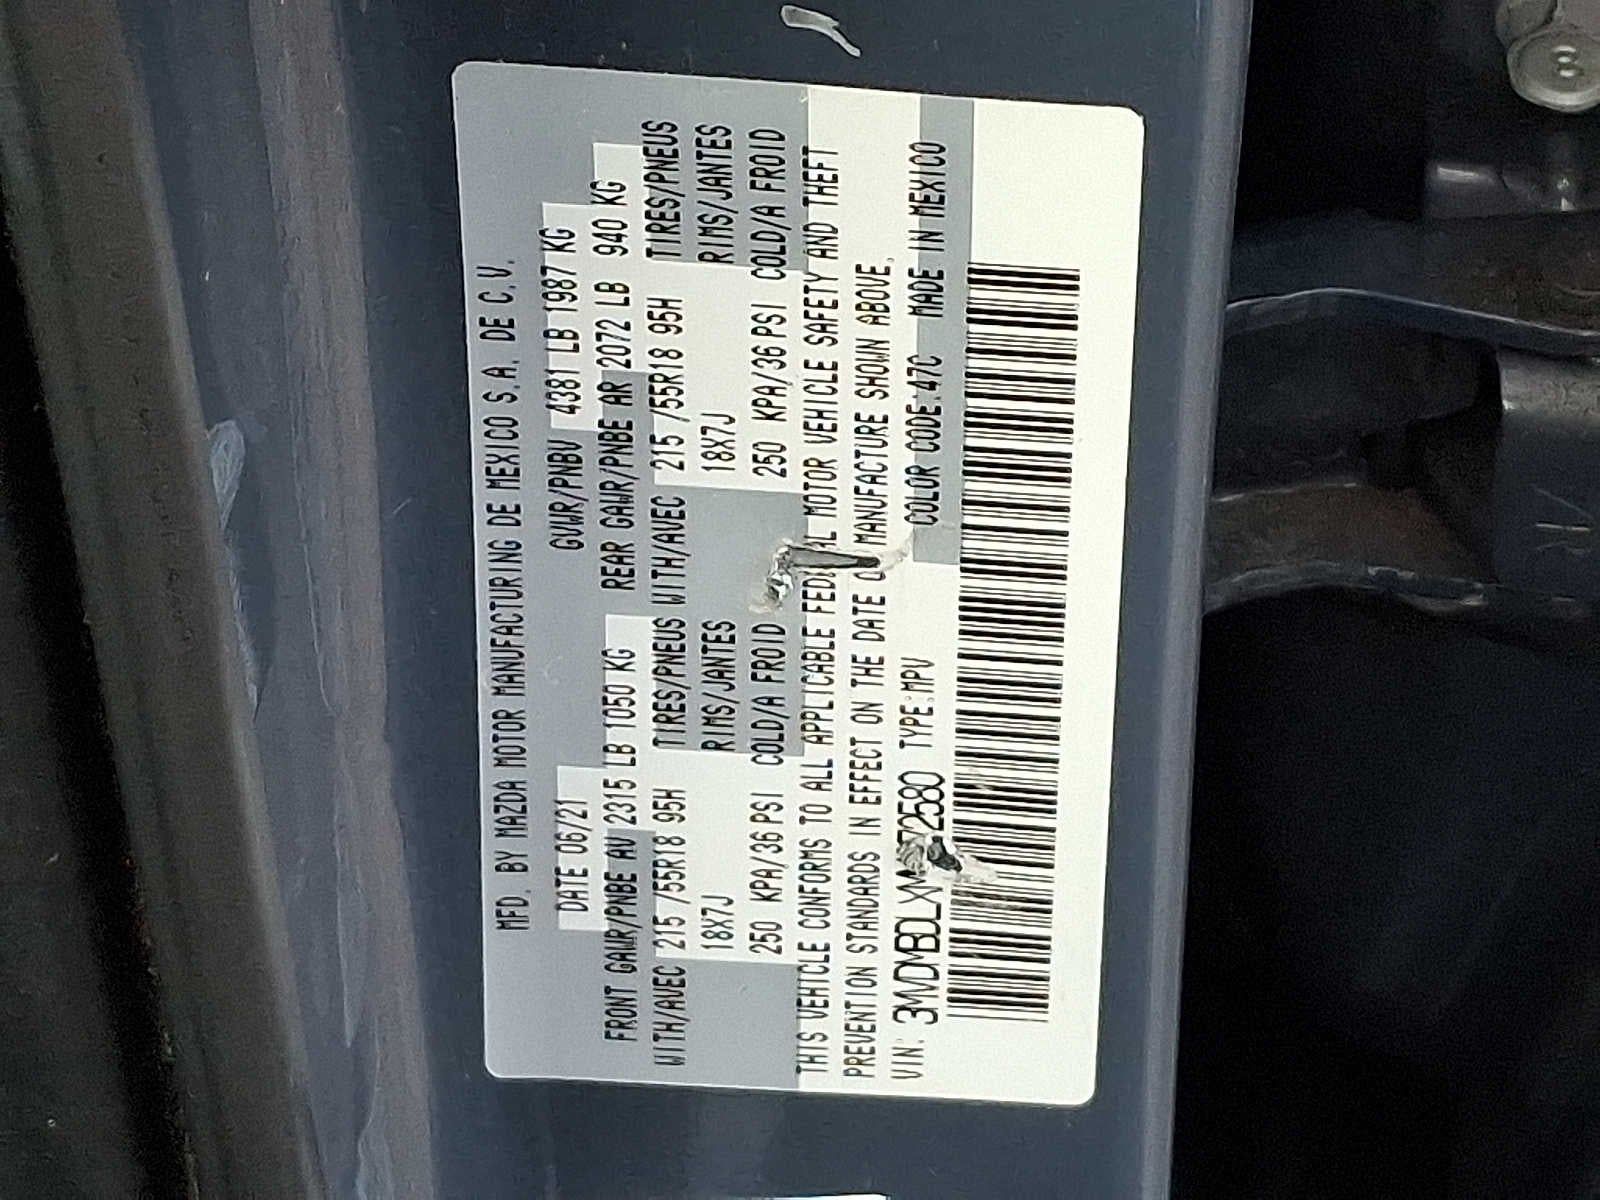 MFD. BY MAZDA MOTOR MANUFACTURING DE MEXICO S.A. DE C.V.
DATE 06/21 GVWR/PNBV 4381 LB 1987 KG
FRONT GAWR/PNBE AV 2315 LB 1050 KG REAR GAWR/PNBE AR 2072 LB 940 KG
WITH/AVEC 215 /55R18 95H TIRES/PNEUS WITH/AVEC 215 /55R18 95H TIRES/PNEUS
18X7J RIMS/JANTES 18X7J RIMS/JANTES
250 KPA/36 PSI COLD/A FROID 250 KPA/36 PSI COLD/A FROID
THIS VEHICLE CONFORMS TO ALL APPLICABLE FEDERAL MOTOR VEHICLE SAFETY AND THEFT
PREVENTION STANDARDS IN EFFECT ON THE DATE OF MANUFACTURE SHOWN ABOVE.
VIN: TYPE:MPV COLOR CODE:47C MADE IN MEXICO